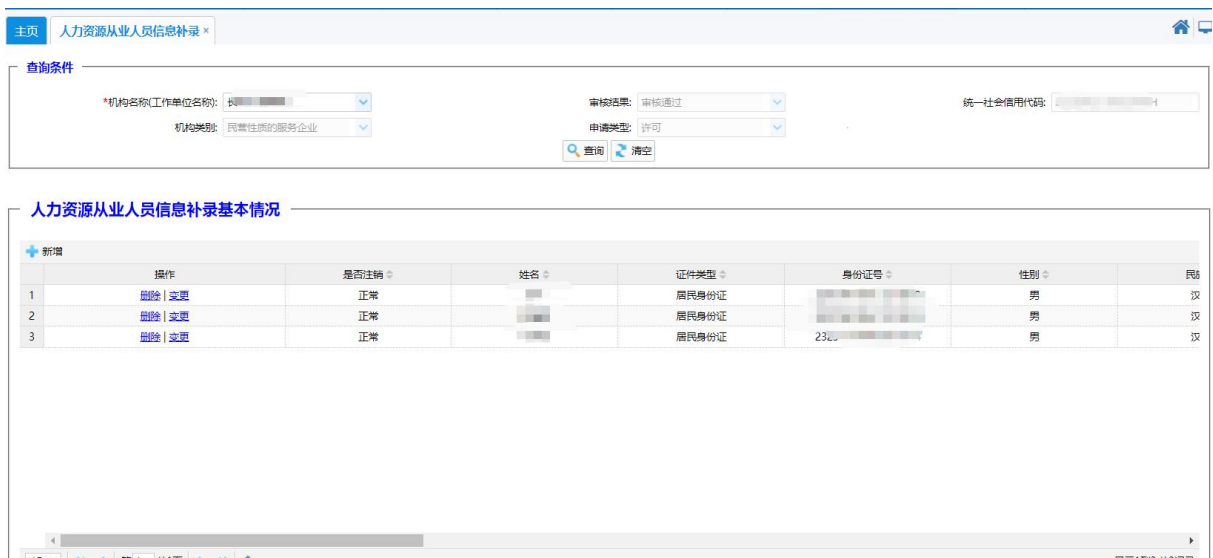 主页 人力资源从业人员信息补录 ×
查询条件
*机构名称(工作单位名称): 长 审核结果: 审核通过 统一社会信用代码: H
机构类别: 民营性质的服务企业 申请类型: 许可
查询 清空
人力资源从业人员信息补录基本情况
新增
操作 是否注销 姓名 证件类型 身份证号 性别
1 删除 | 变更 正常 居民身份证 男 汉
2 删除 | 变更 正常 居民身份证 男 汉
3 删除 | 变更 正常 居民身份证 232 男 汉